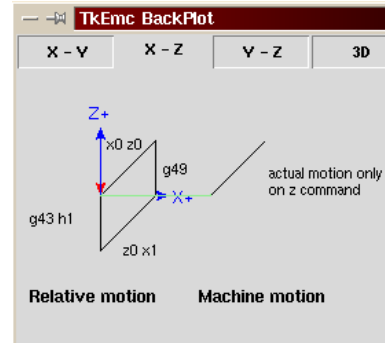 TkEmc BackPlot
X - Y
X - Z
Y - Z
3D
Z+
x0 z0
g49
X+
actual motion only
on z command
g43 h1
z0 x1
Relative motion
Machine motion